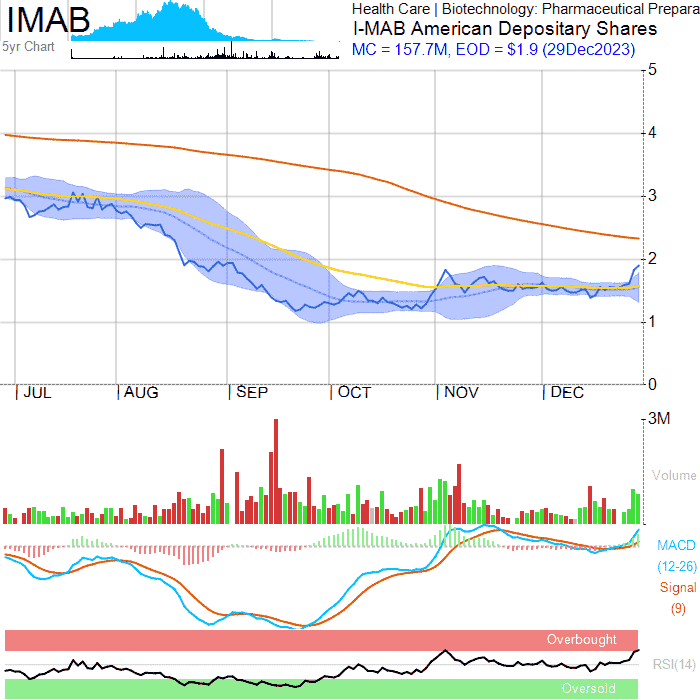 IMAB
5yr Chart
Health Care | Biotechnology: Pharmaceutical Prepara
I-MAB American Depositary Shares
MC = 157.7M, EOD = $1.9 (29Dec2023)
5
4
3
2
1
0
JUL AUG SEP OCT NOV DEC
3M
Volume
MACD
(12-26)
Signal
(9)
Overbought
RSI(14)
Oversold